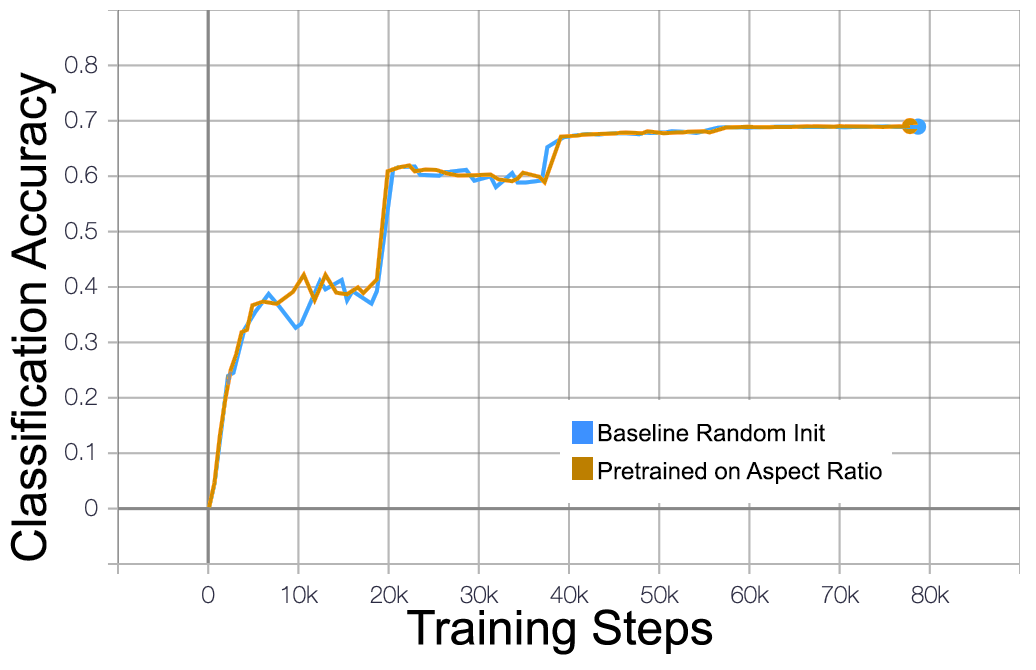 Classification Accuracy
0.8
0.7
0.6
0.5
0.4
0.3
0.2
0.1
0
Baseline Random Init
Pretrained on Aspect Ratio
0 10k 20k 30k 40k 50k 60k 70k 80k
Training Steps